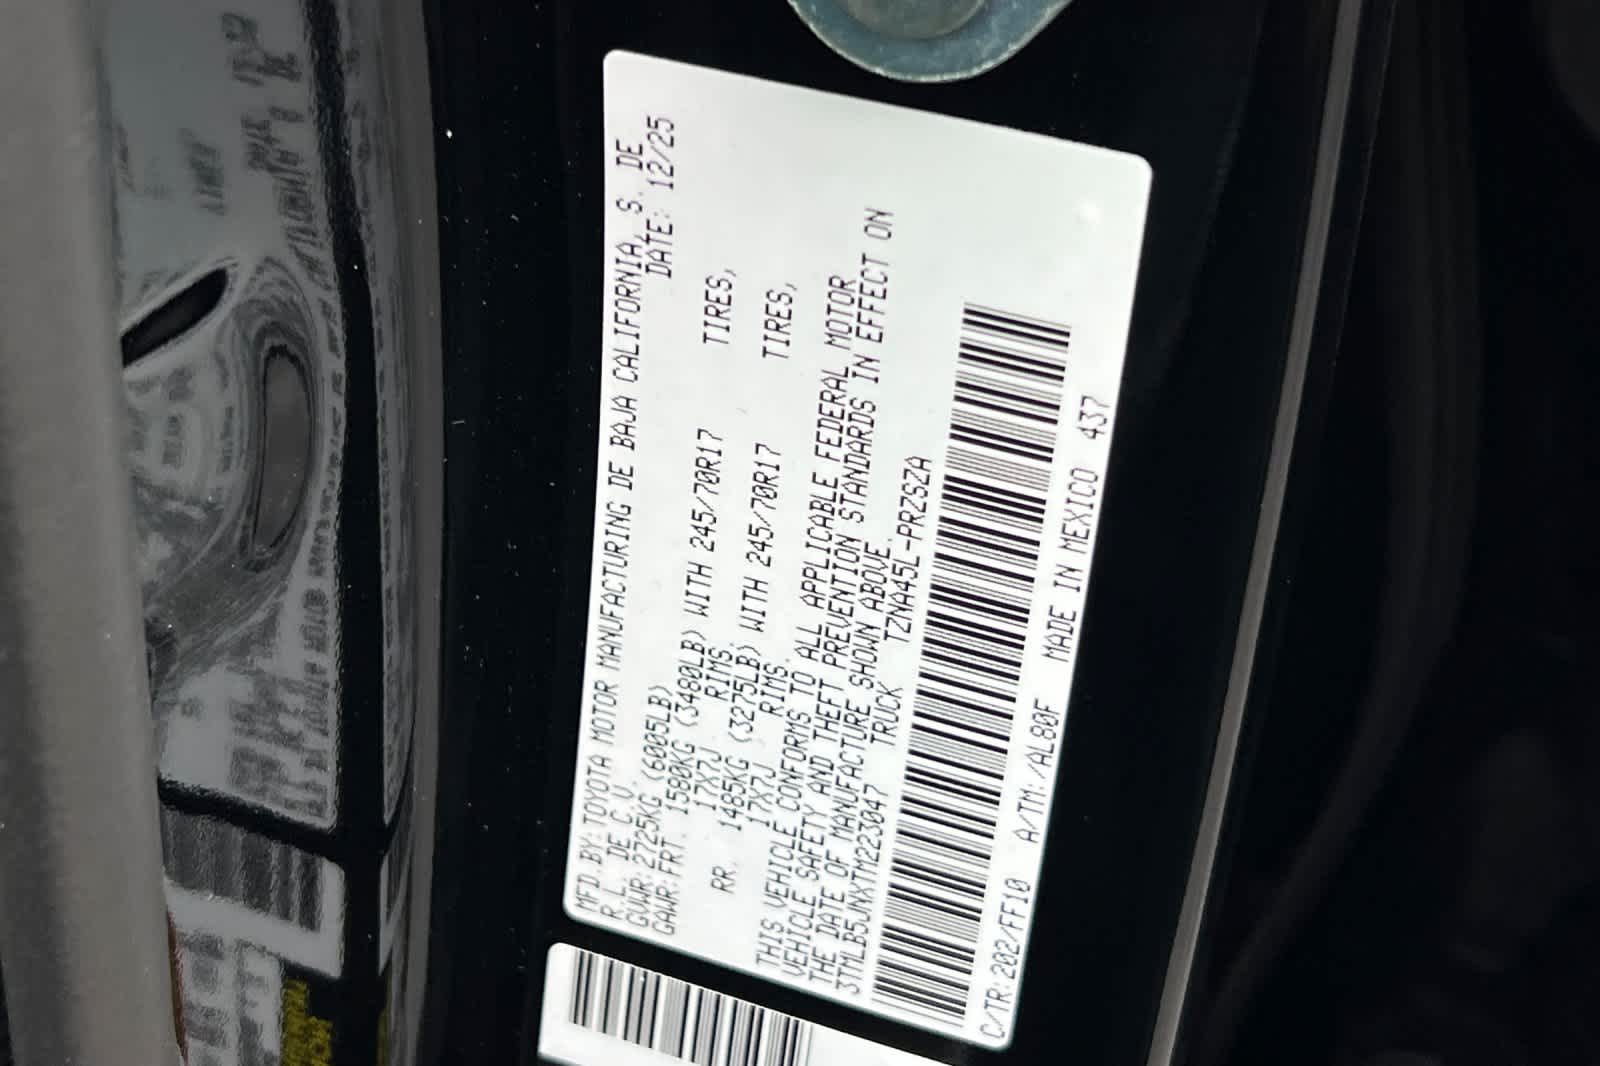 MFD.BY:TOYOTA MOTOR MANUFACTURING DE BAJA CALIFORNIA, S. DE
R.L. DE C.V. DATE: 12/25
GVWR:2725KG (6005LB)
GAWR:FRT. 1580KG (3480LB) WITH 245/70R17 TIRES,
17X7J RIMS.
RR. 1485KG (3275LB) WITH 245/70R17 TIRES,
17X7J RIMS.
THIS VEHICLE CONFORMS TO ALL APPLICABLE FEDERAL MOTOR
VEHICLE SAFETY AND THEFT PREVENTION STANDARDS IN EFFECT ON
THE DATE OF MANUFACTURE SHOWN ABOVE.
3TMLB5JNXTM223047 TRUCK TZNA45L-PRZSZA
C/TR:202/FF10 A/TM:/AL80F MADE IN MEXICO 437